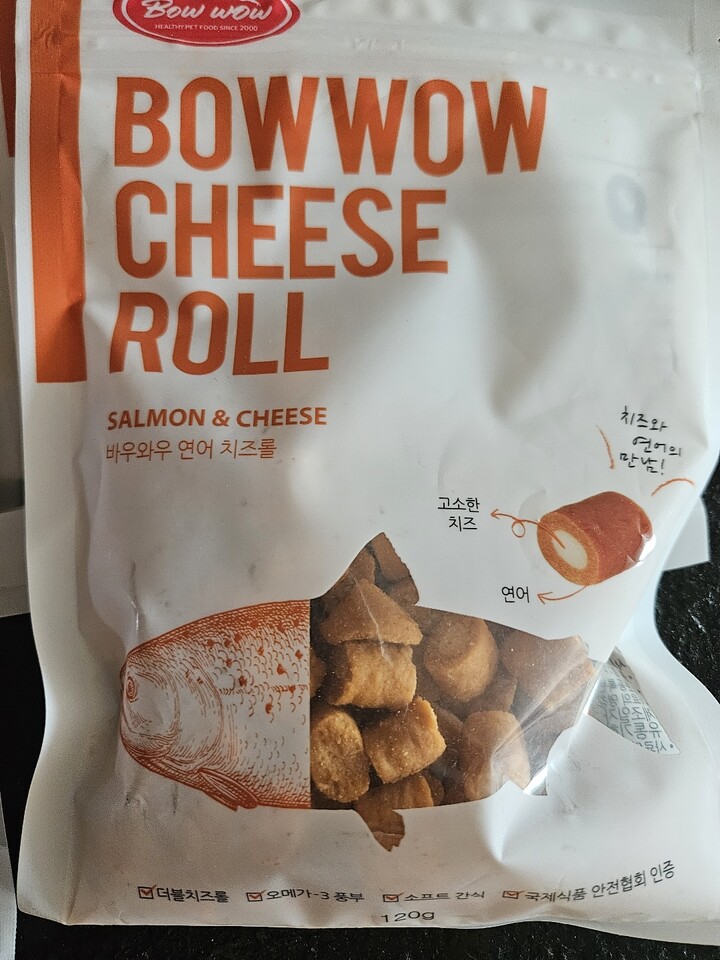 Bow wow
HEALTHY PET FOOD SINCE 2000
BOWWOW
CHEESE
ROLL
SALMON & CHEESE
바우와우 연어 치즈롤
치즈와
연어의
만남!
고소한
치즈
연어
더블치즈롤 오메가-3 풍부 소프트 간식 국제식품 안전협회 인증
120g